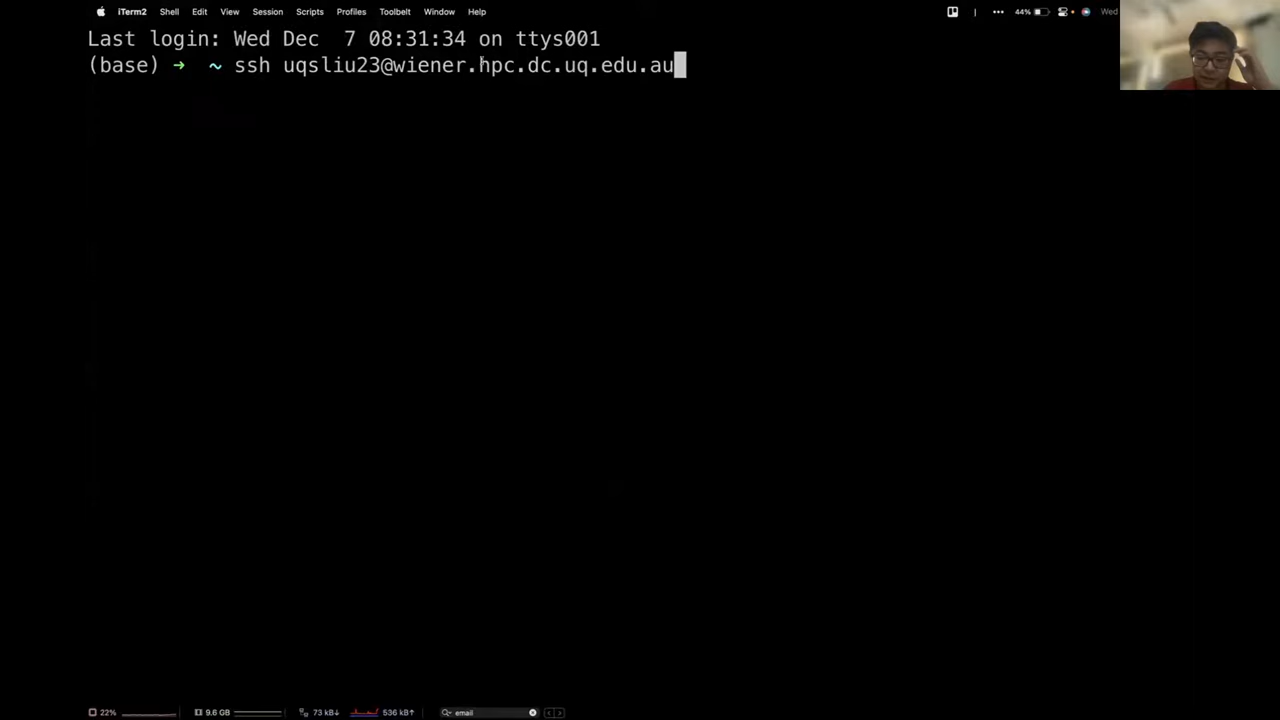 iTerm2 Shell Edit View Session Scripts Profiles Toolbelt Window Help 44% Wed
Last login: Wed Dec  7 08:31:34 on ttys001
(base) ➜  ~ ssh uqsliu23@wiener.hpc.dc.uq.edu.au
22% 9.6 GB 73 kB↓ 536 kB↑ email